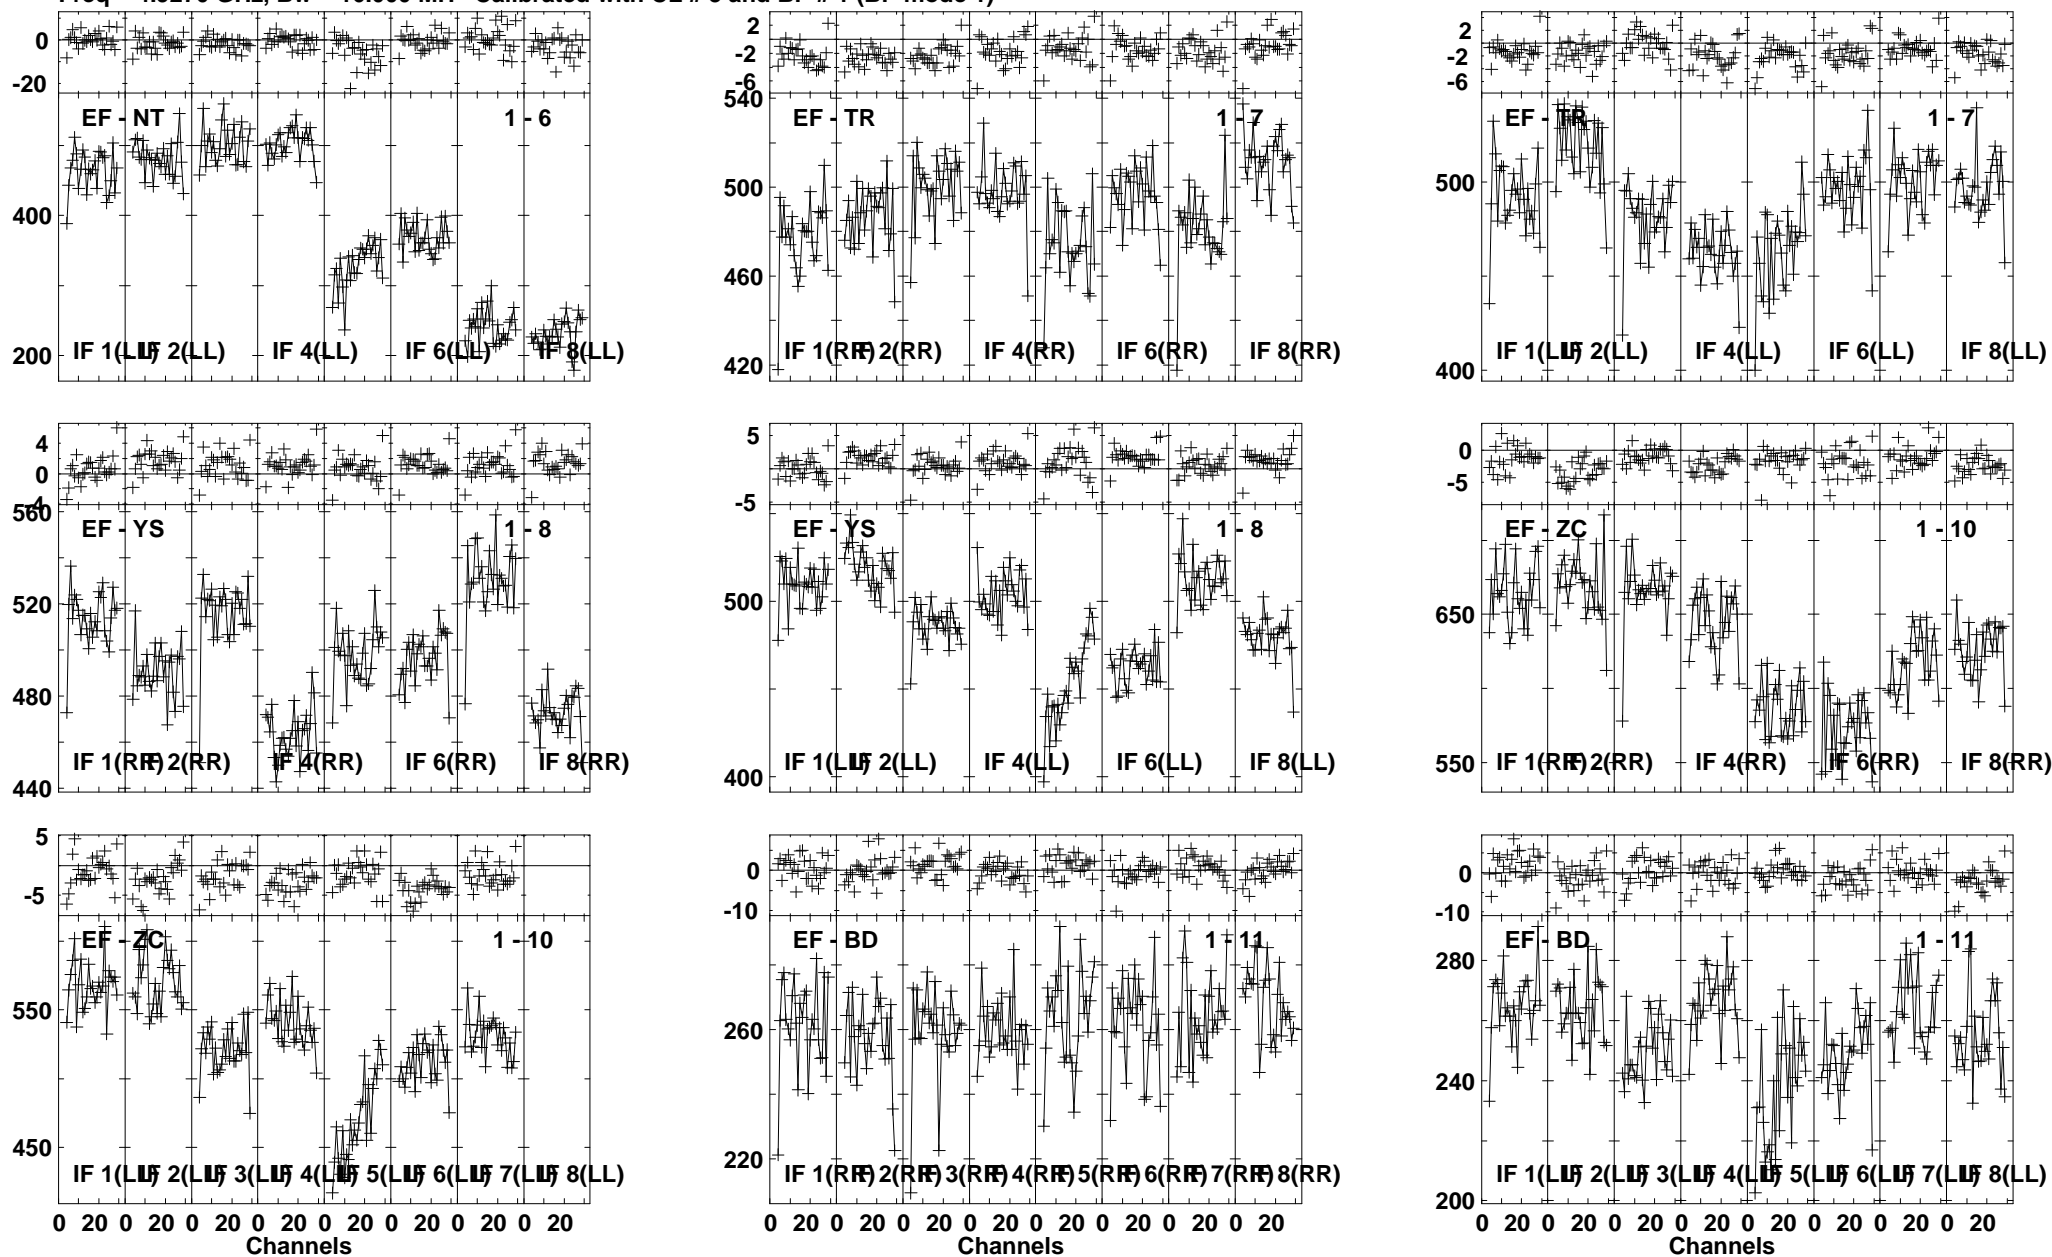 0 2 2
-20 -2 -2
-6 -6
540
EF - NT 1 - 6 EF - TR 1 - 7 EF - TR 1 - 7
400 500 500
460
200 IF 1(LL) IF 2(LL) IF 4(LL) IF 6(LL) IF 8(LL) 420 IF 1(RR) IF 2(RR) IF 4(RR) IF 6(RR) IF 8(RR) 400 IF 1(LL) IF 2(LL) IF 4(LL) IF 6(LL) IF 8(LL)
4 5 0
0 -5
-4 -5
560
EF - YS 1 - 8 EF - YS 1 - 8 EF - ZC 1 - 10
520 500 650
480
IF 1(RR) IF 2(RR) IF 4(RR) IF 6(RR) IF 8(RR) IF 1(LL) IF 2(LL) IF 4(LL) IF 6(LL) IF 8(LL) 550 IF 1(RR) IF 2(RR) IF 4(RR) IF 6(RR) IF 8(RR)
440 400
5 0 0
-5 -10 -10
EF - ZC 1 - 10 EF - BD 1 - 11 EF - BD 1 - 11
550 260 280
450 220 240
IF 1(LL) IF 2(LL) IF 3(LL) IF 4(LL) IF 5(LL) IF 6(LL) IF 7(LL) IF 8(LL) IF 1(RR) IF 2(RR) IF 3(RR) IF 4(RR) IF 5(RR) IF 6(RR) IF 7(RR) IF 8(RR) IF 1(LL) IF 2(LL) IF 3(LL) IF 4(LL) IF 5(LL) IF 6(LL) IF 7(LL) IF 8(LL)
200
0 20 0 20 0 20 0 20 0 20 0 20 0 20 0 20 0 20 0 20 0 20 0 20 0 20 0 20 0 20 0 20 0 20 0 20 0 20 0 20 0 20 0 20 0 20 0 20
Channels Channels Channels